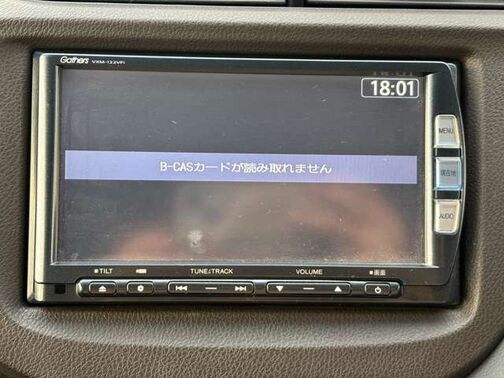 Gathers VXM-122VFi
18:01
B-CASカードが読み取れません
MENU
現在地
AUDIO
TILT TUNE/TRACK VOLUME 画面